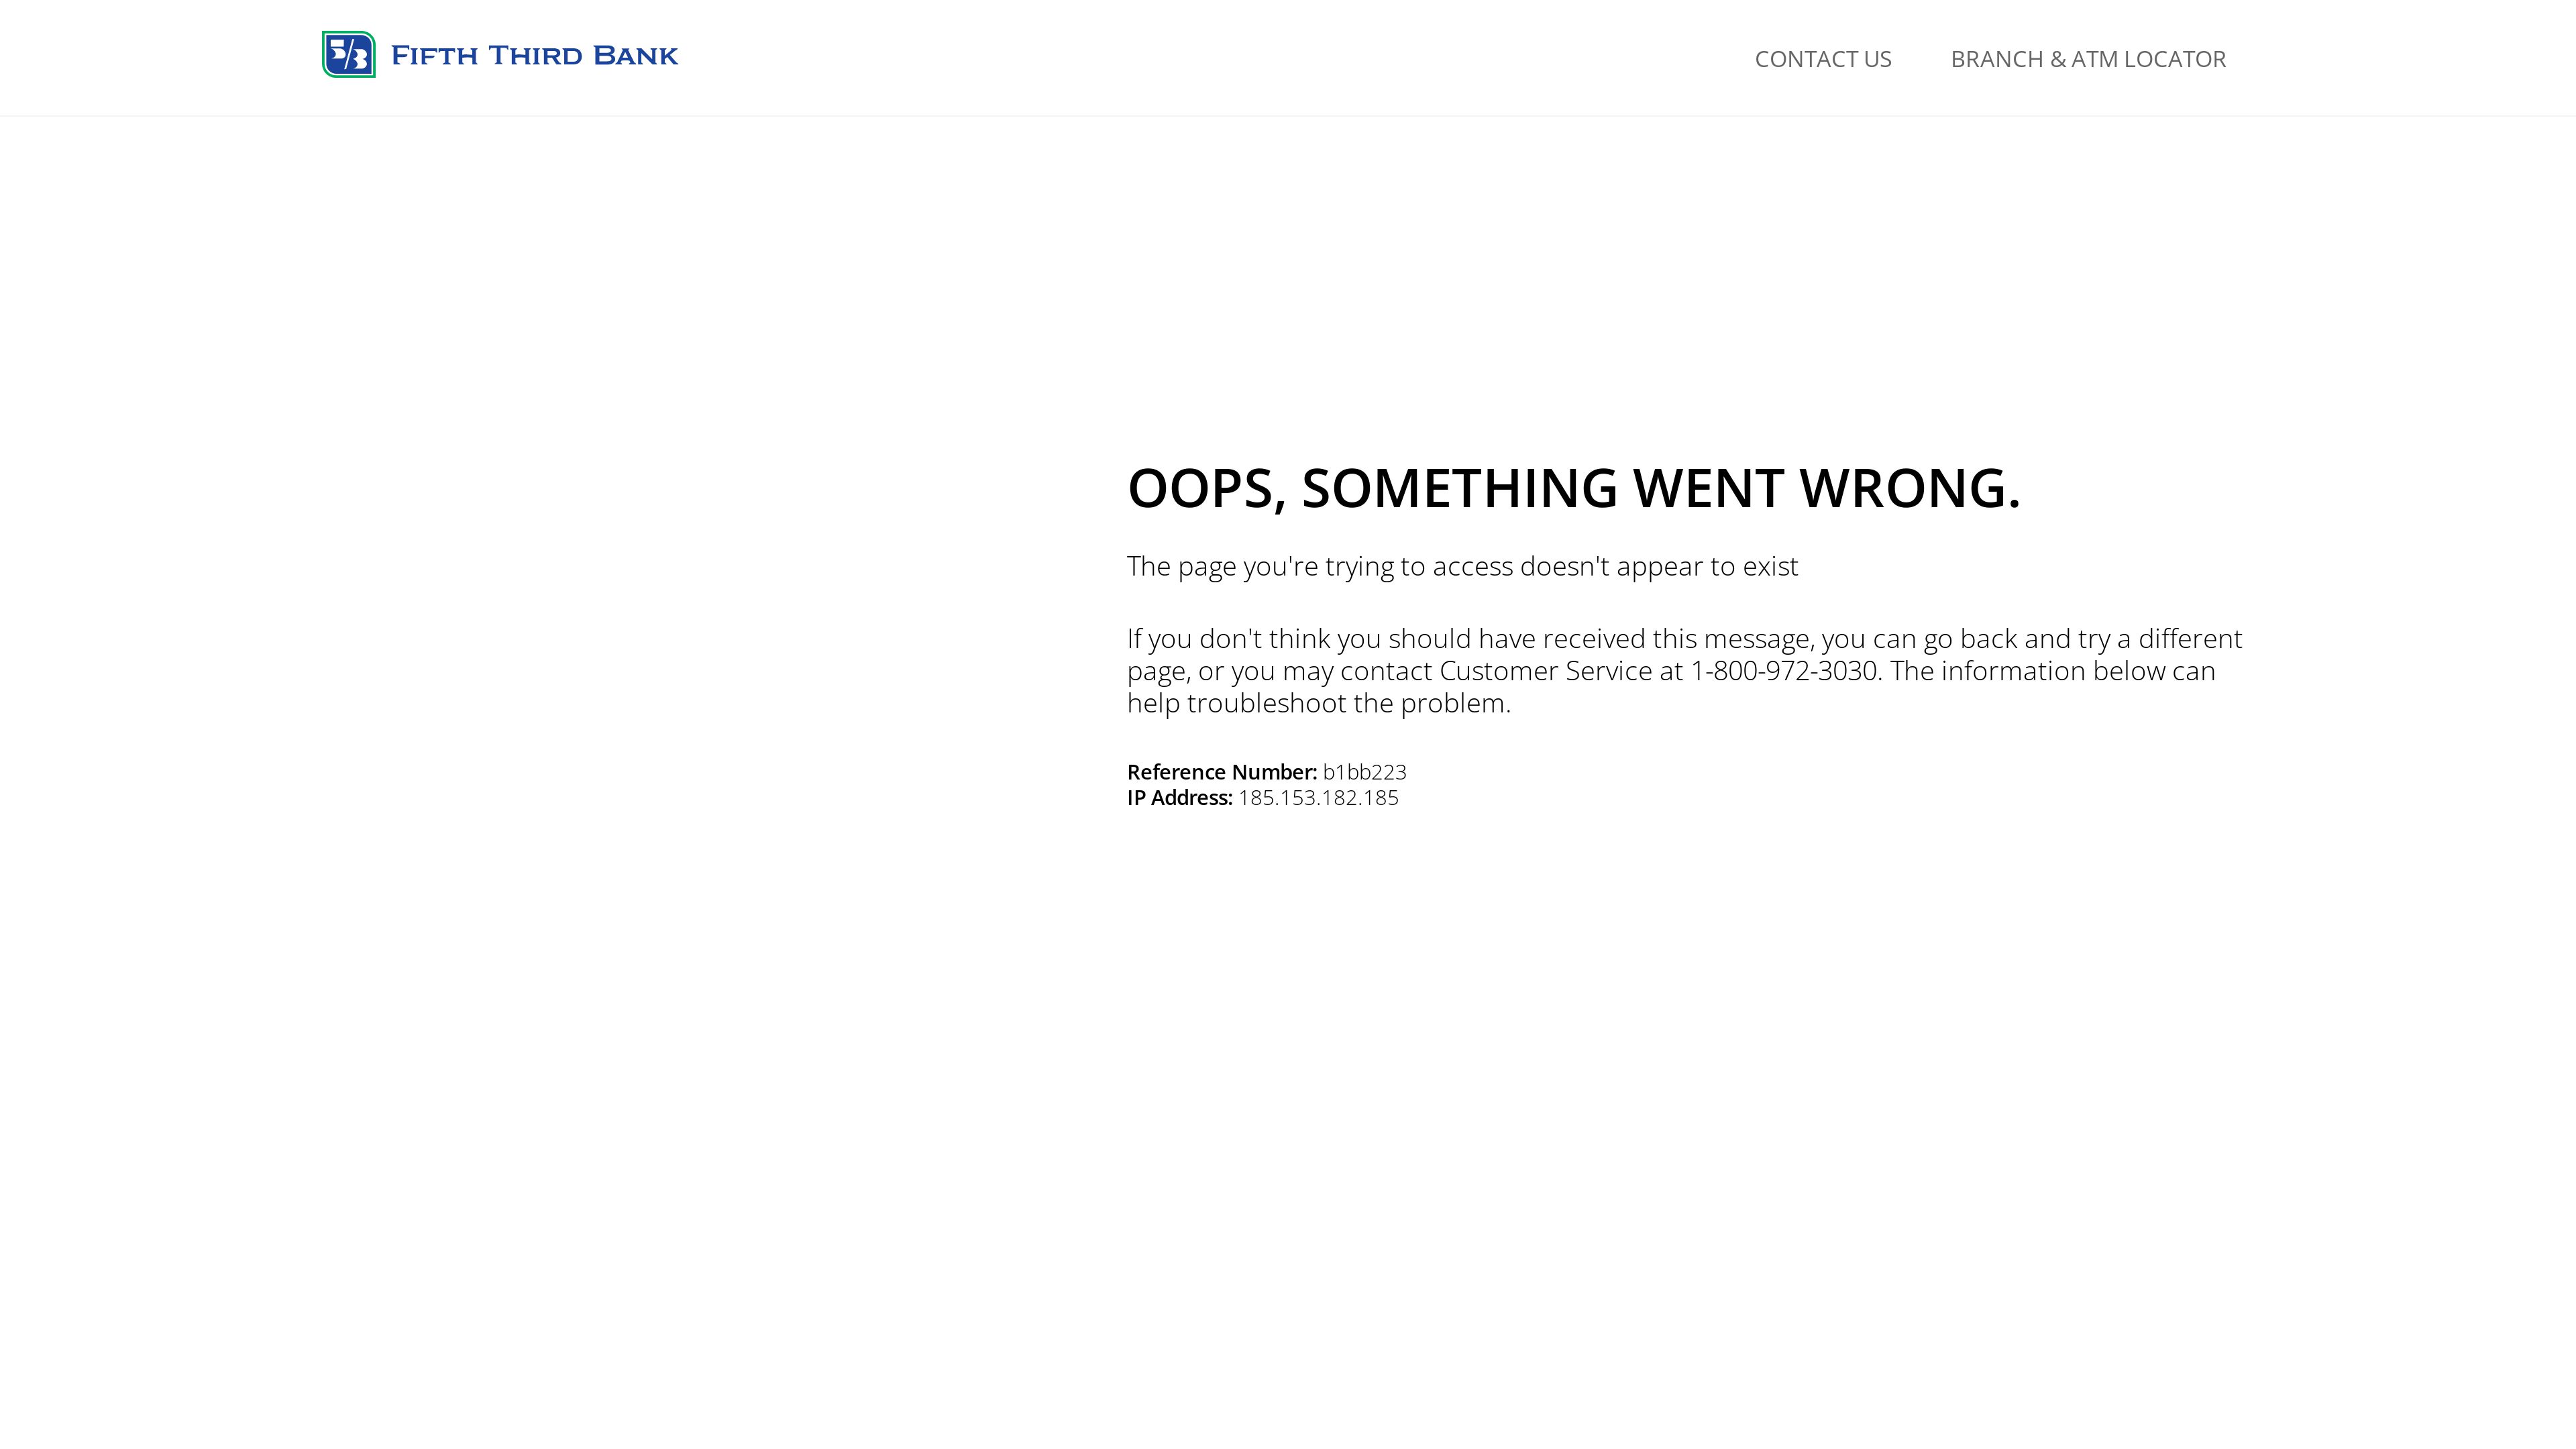 5/3 FIFTH THIRD BANK
CONTACT US
BRANCH & ATM LOCATOR
OOPS, SOMETHING WENT WRONG.
The page you're trying to access doesn't appear to exist
If you don't think you should have received this message, you can go back and try a different
page, or you may contact Customer Service at 1-800-972-3030. The information below can
help troubleshoot the problem.
Reference Number: b1bb223
IP Address: 185.153.182.185